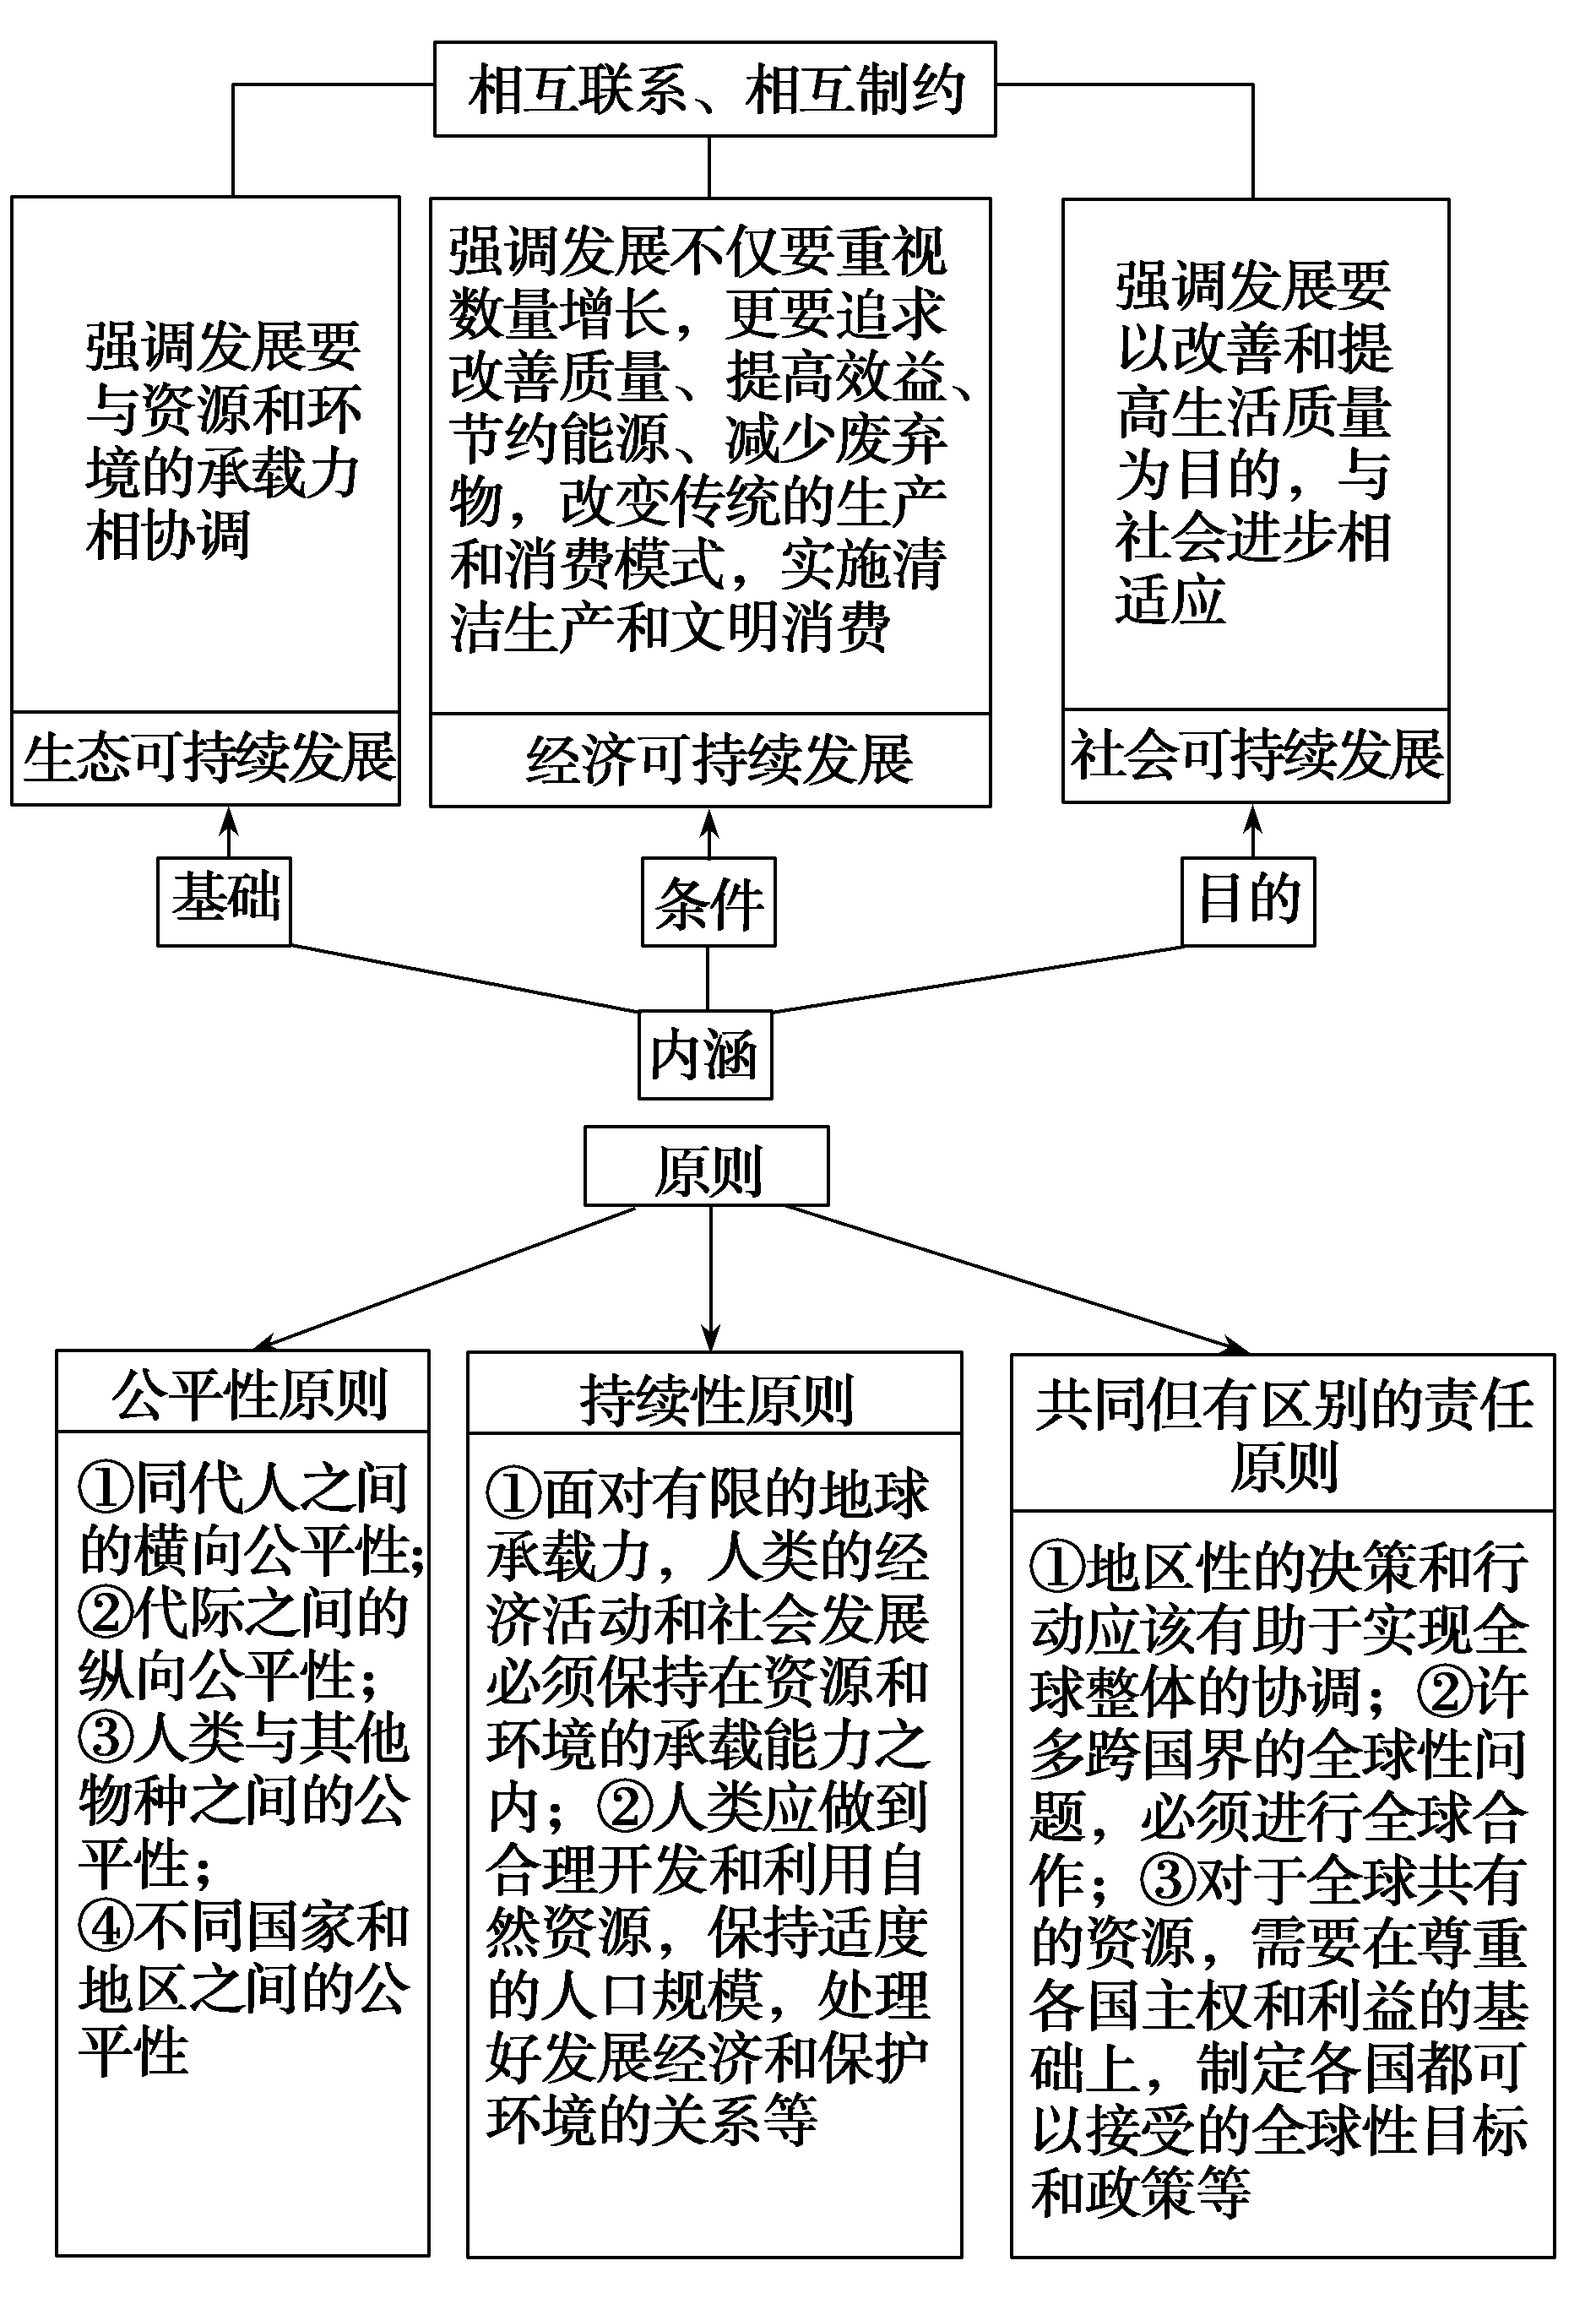 相互联系、相互制约
强调发展要
与资源和环
境的承载力
相协调
生态可持续发展
强调发展不仅要重视
数量增长，更要追求
改善质量、提高效益、
节约能源、减少废弃
物，改变传统的生产
和消费模式，实施清
洁生产和文明消费
经济可持续发展
强调发展要
以改善和提
高生活质量
为目的，与
社会进步相
适应
社会可持续发展
基础
条件
目的
内涵
原则
公平性原则
①同代人之间
的横向公平性；
②代际之间的
纵向公平性；
③人类与其他
物种之间的公
平性；
④不同国家和
地区之间的公
平性
持续性原则
①面对有限的地球
承载力，人类的经
济活动和社会发展
必须保持在资源和
环境的承载能力之
内；②人类应做到
合理开发和利用自
然资源，保持适度
的人口规模，处理
好发展经济和保护
环境的关系等
共同但有区别的责任
原则
①地区性的决策和行
动应该有助于实现全
球整体的协调；②许
多跨国界的全球性问
题，必须进行全球合
作；③对于全球共有
的资源，需要在尊重
各国主权和利益的基
础上，制定各国都可
以接受的全球性目标
和政策等